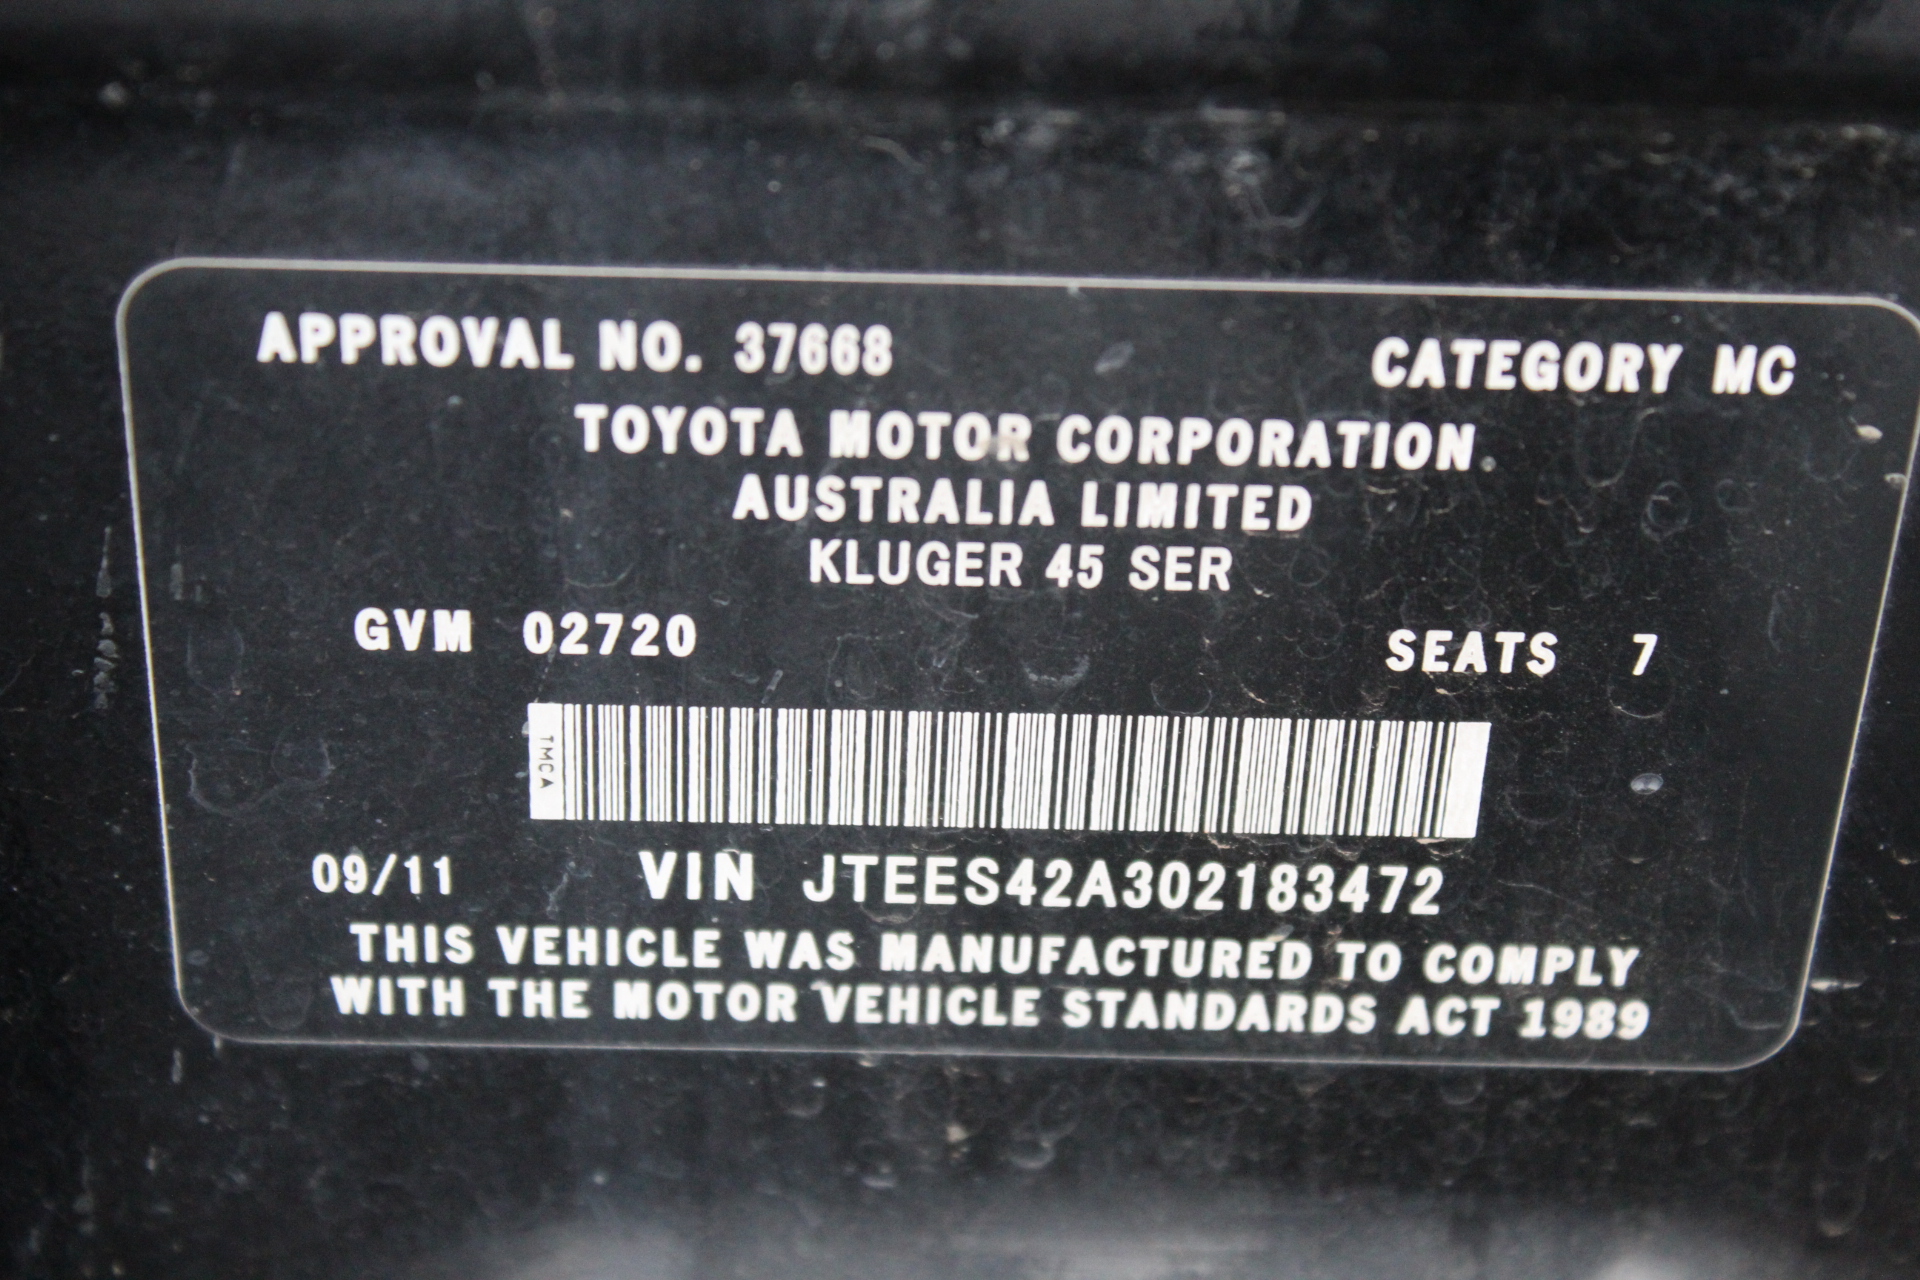 APPROVAL NO. 37668 CATEGORY MC
TOYOTA MOTOR CORPORATION
AUSTRALIA LIMITED
KLUGER 45 SER
GVM 02720 SEATS 7
TMCA
09/11 VIN JTEES42A302183472
THIS VEHICLE WAS MANUFACTURED TO COMPLY
WITH THE MOTOR VEHICLE STANDARDS ACT 1989